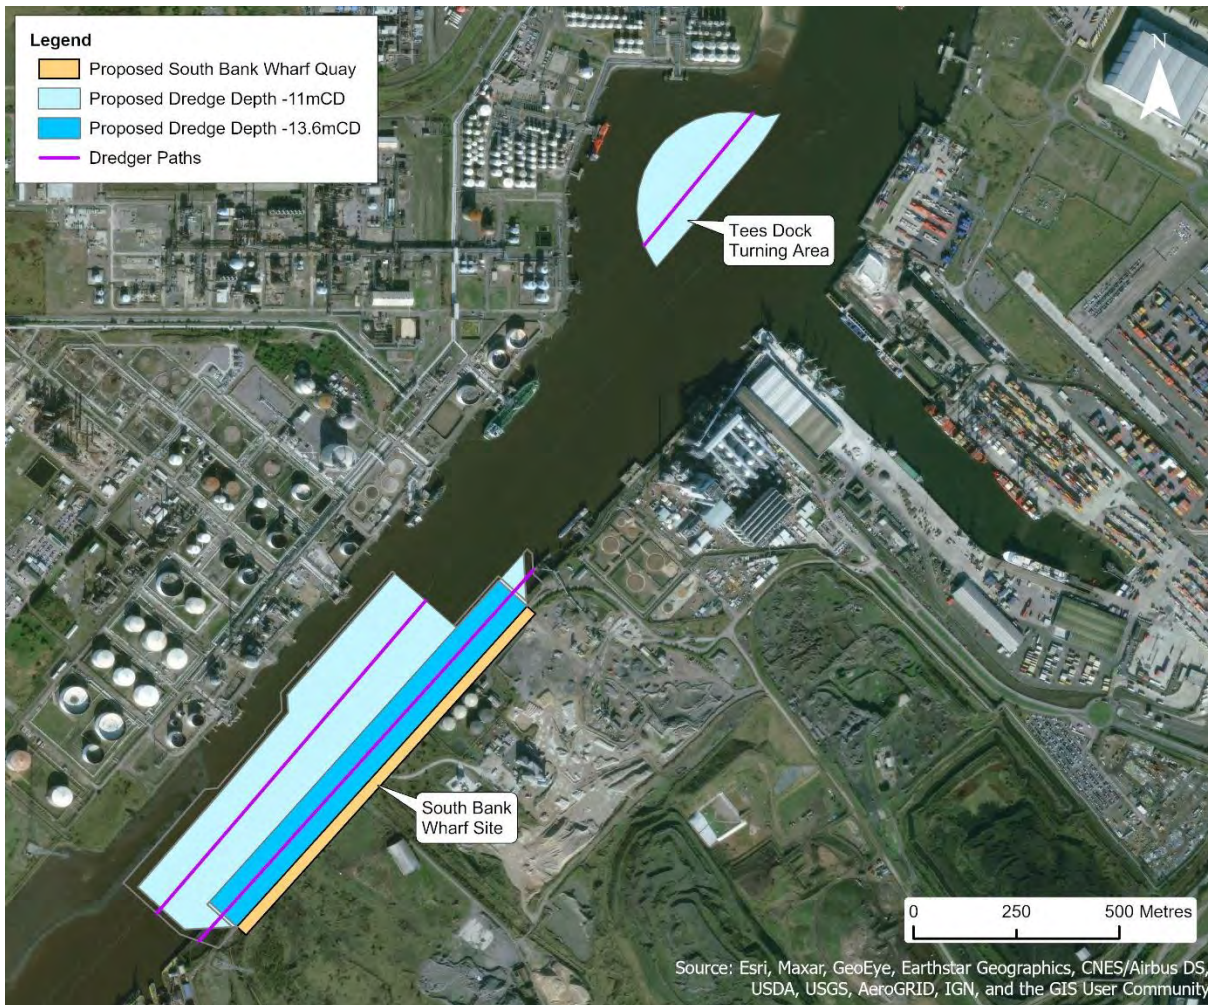 Legend
Proposed South Bank Wharf Quay
Proposed Dredge Depth -11mCD
Proposed Dredge Depth -13.6mCD
Dredger Paths
N
Tees Dock
Turning Area
South Bank
Wharf Site
0 250 500 Metres
Source: Esri, Maxar, GeoEye, Earthstar Geographics, CNES/Airbus DS,
USDA, USGS, AeroGRID, IGN, and the GIS User Community